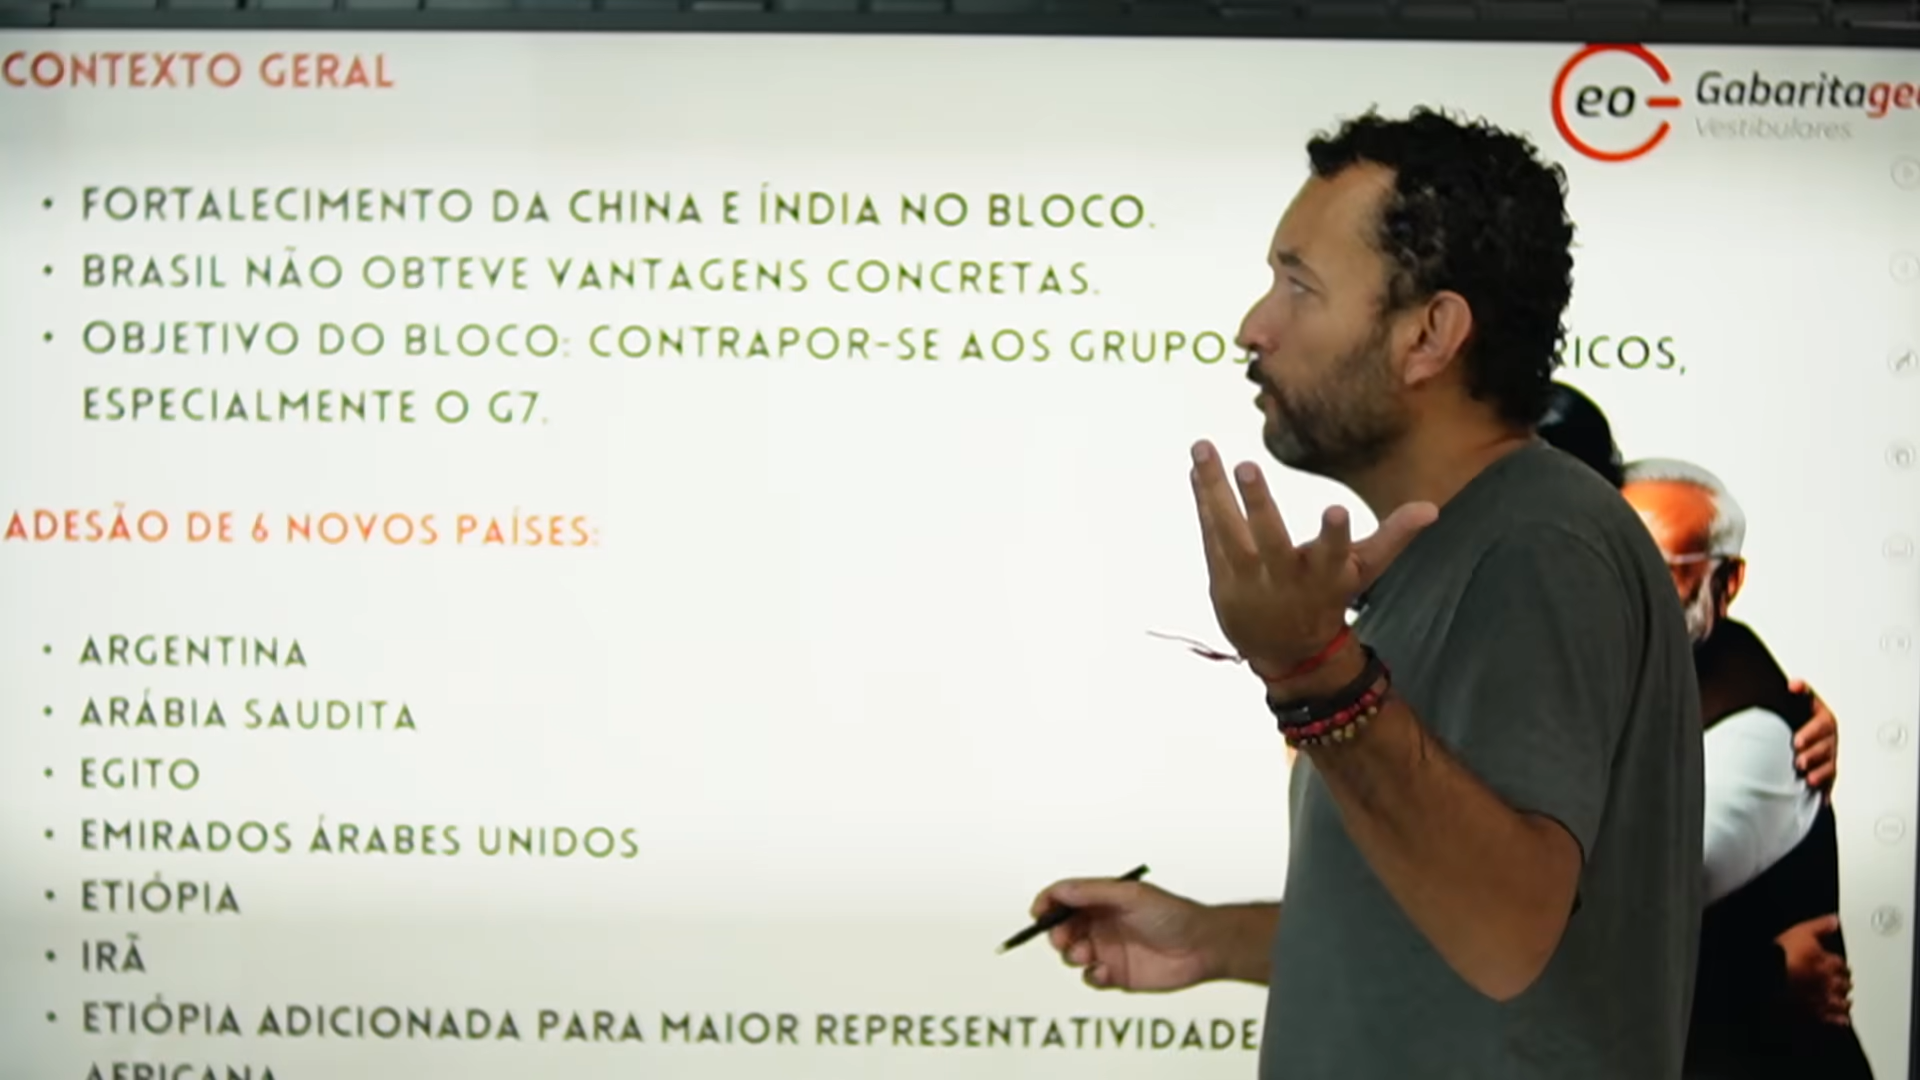 CONTEXTO GERAL
eo Gabaritage
Vestibulares
• FORTALECIMENTO DA CHINA E ÍNDIA NO BLOCO.
• BRASIL NÃO OBTEVE VANTAGENS CONCRETAS.
• OBJETIVO DO BLOCO: CONTRAPOR-SE AOS GRUPOS RICOS,
ESPECIALMENTE O G7.
ADESÃO DE 6 NOVOS PAÍSES:
• ARGENTINA
• ARÁBIA SAUDITA
• EGITO
• EMIRADOS ÁRABES UNIDOS
• ETIÓPIA
• IRÃ
• ETIÓPIA ADICIONADA PARA MAIOR REPRESENTATIVIDADE
AFRICANA